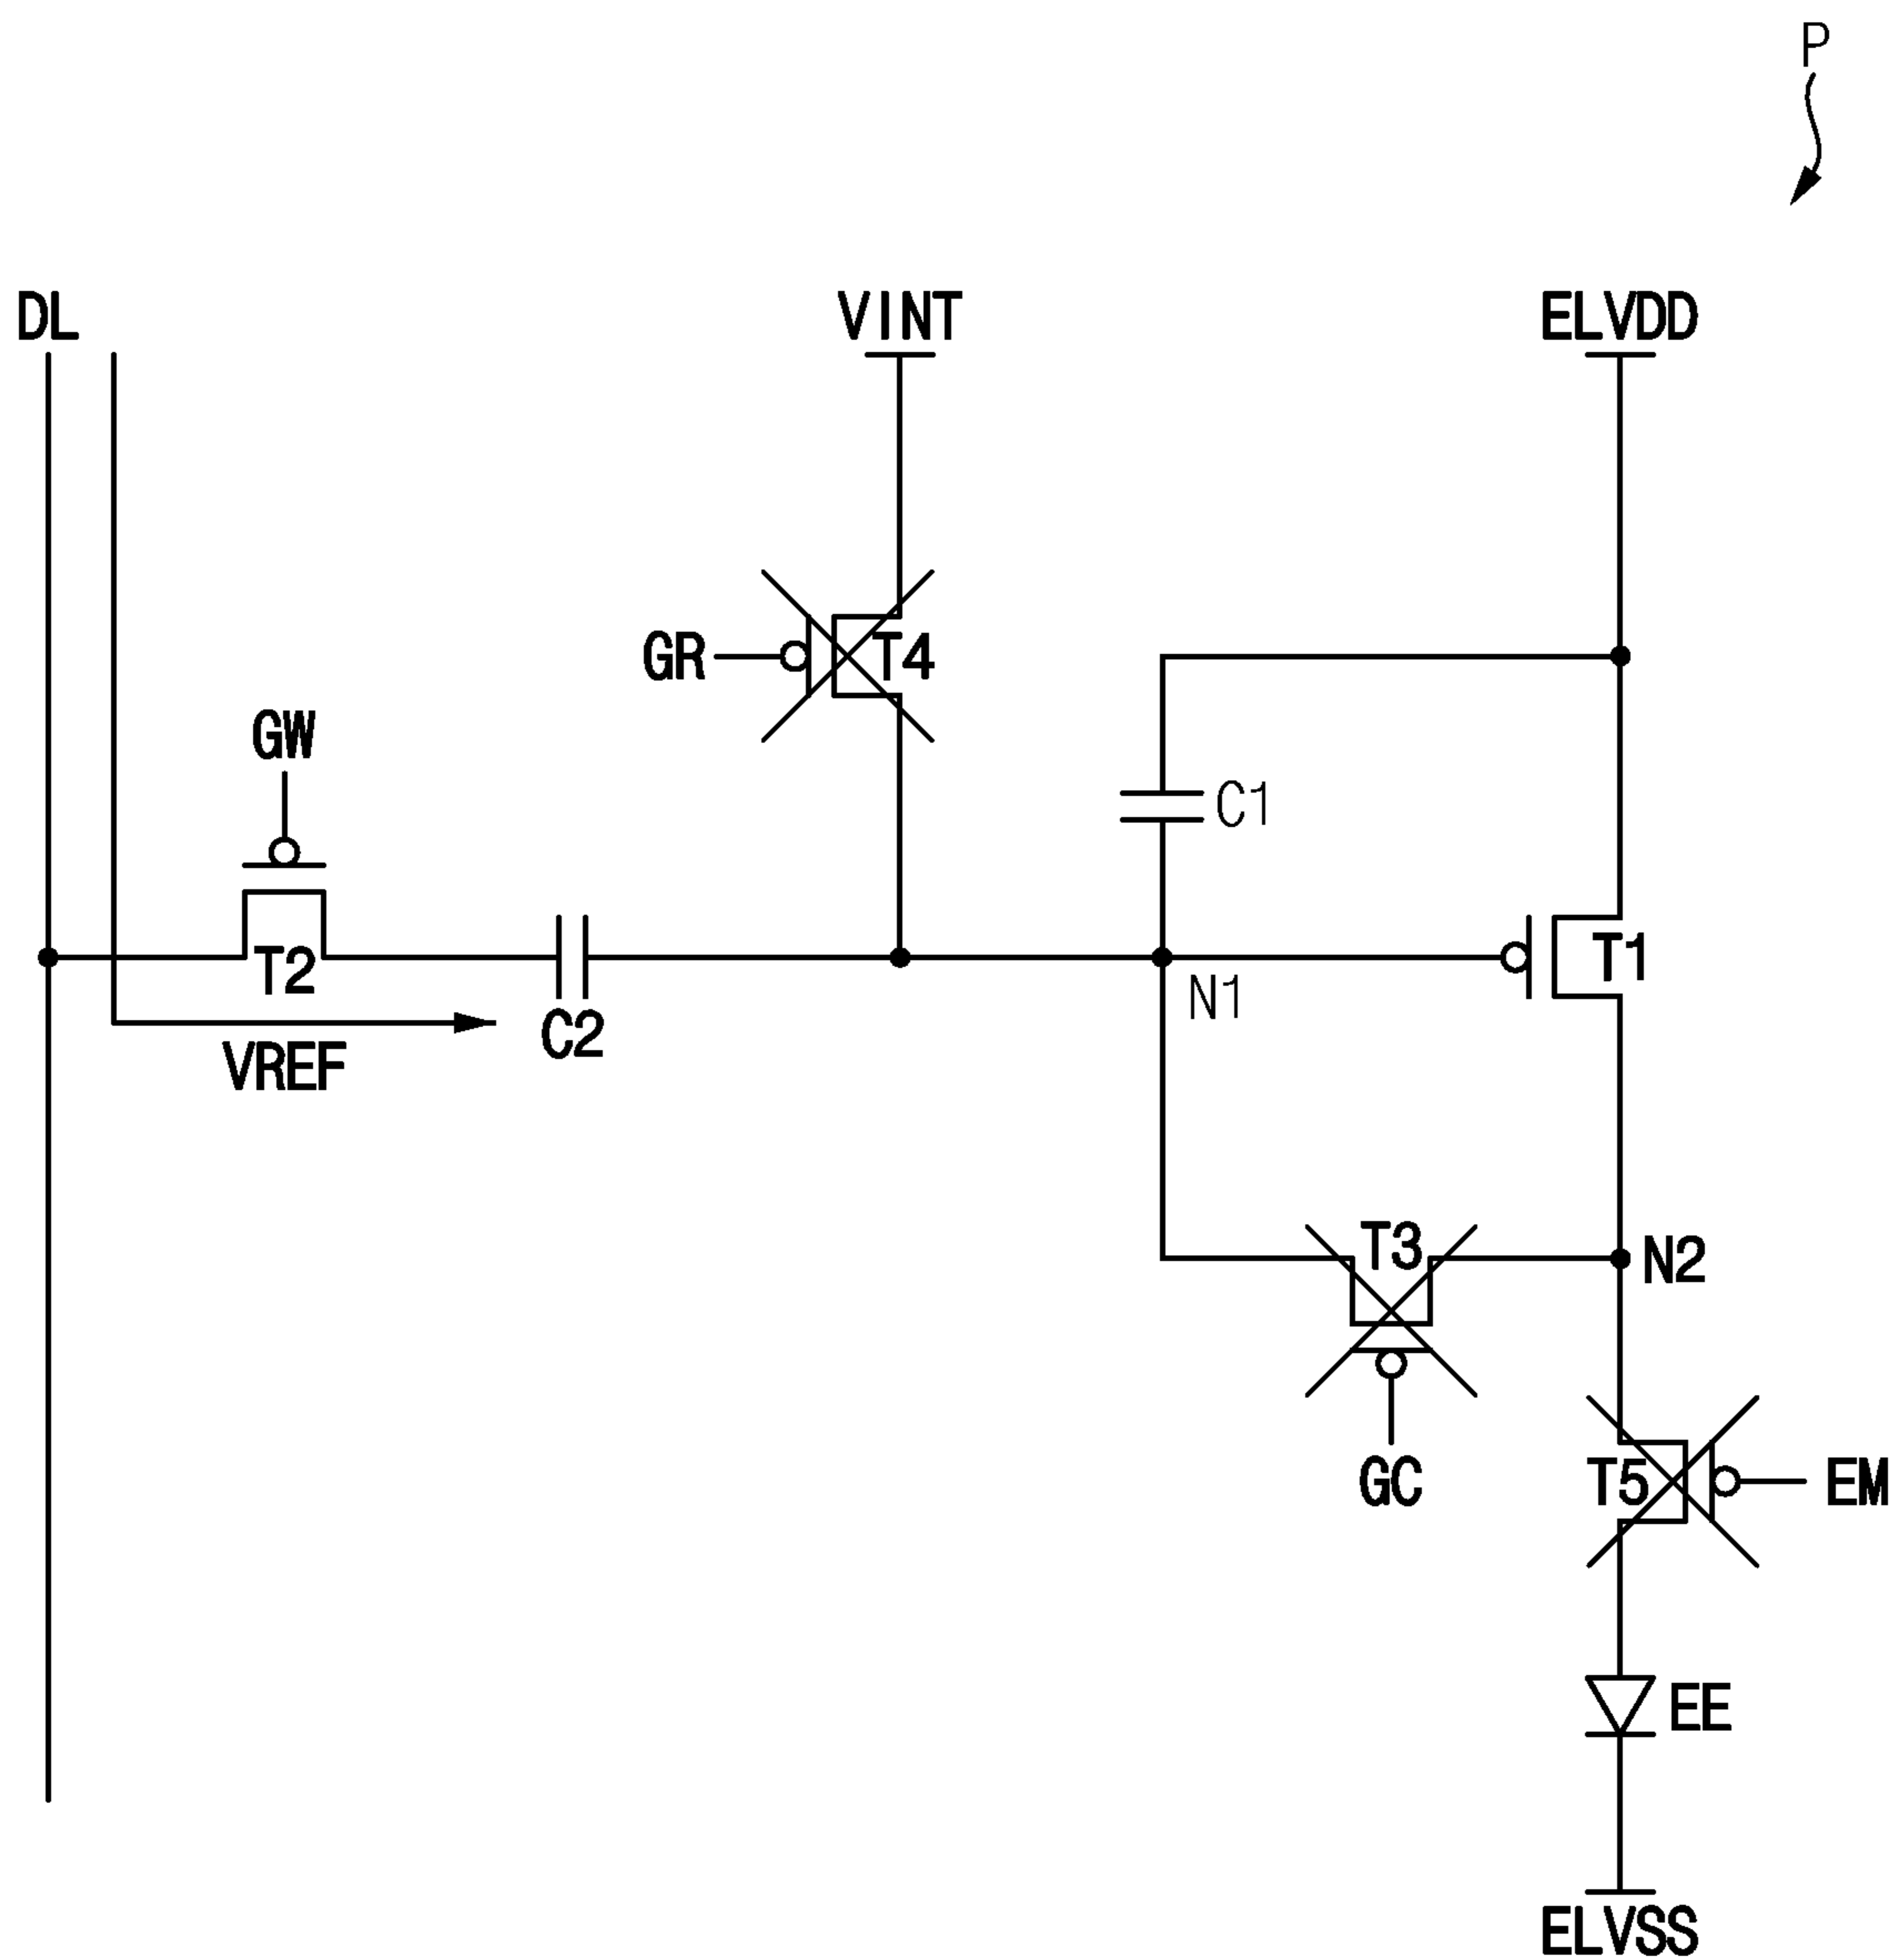 P
DL
VINT
ELVDD
GR
T4
GW
C1
T2
T1
N1
C2
VREF
T3
N2
GC
T5
EM
EE
ELVSS